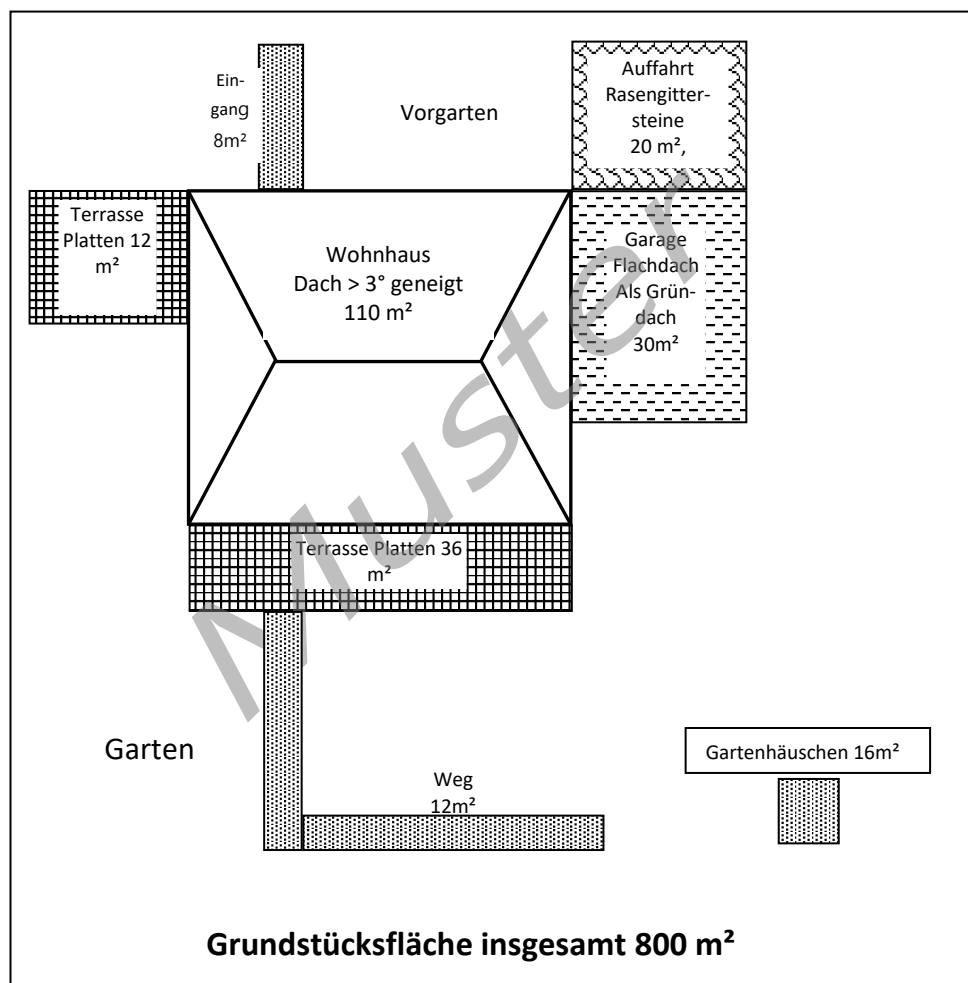 Ein-
gang
8m²
Vorgarten
Auffahrt
Rasengitter-
steine
20 m²,
Terrasse
Platten 12
m²
Wohnhaus
Dach > 3° geneigt
110 m²
Garage
Flachdach
Als Grün-
dach
30m²
Muster
Terrasse Platten 36
m²
Garten
Weg
12m²
Gartenhäuschen 16m²
Grundstücksfläche insgesamt 800 m²